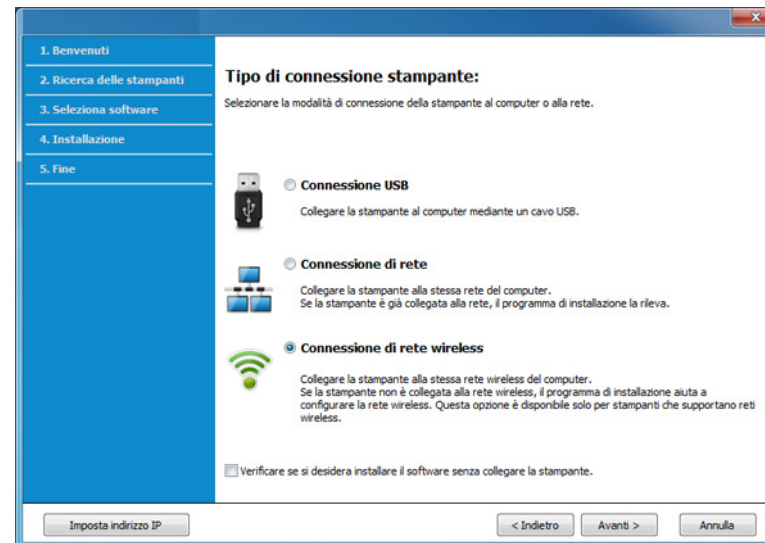 1. Benvenuti
2. Ricerca delle stampanti
3. Seleziona software
4. Installazione
5. Fine
Tipo di connessione stampante:
Selezionare la modalità di connessione della stampante al computer o alla rete.
Connessione USB
Collegare la stampante al computer mediante un cavo USB.
Connessione di rete
Collegare la stampante alla stessa rete del computer.
Se la stampante è già collegata alla rete, il programma di installazione la rileva.
Connessione di rete wireless
Collegare la stampante alla stessa rete wireless del computer.
Se la stampante non è collegata alla rete wireless, il programma di installazione aiuta a
configurare la rete wireless. Questa opzione è disponibile solo per stampanti che supportano reti
wireless.
Verificare se si desidera installare il software senza collegare la stampante.
Imposta indirizzo IP
< Indietro
Avanti >
Annulla